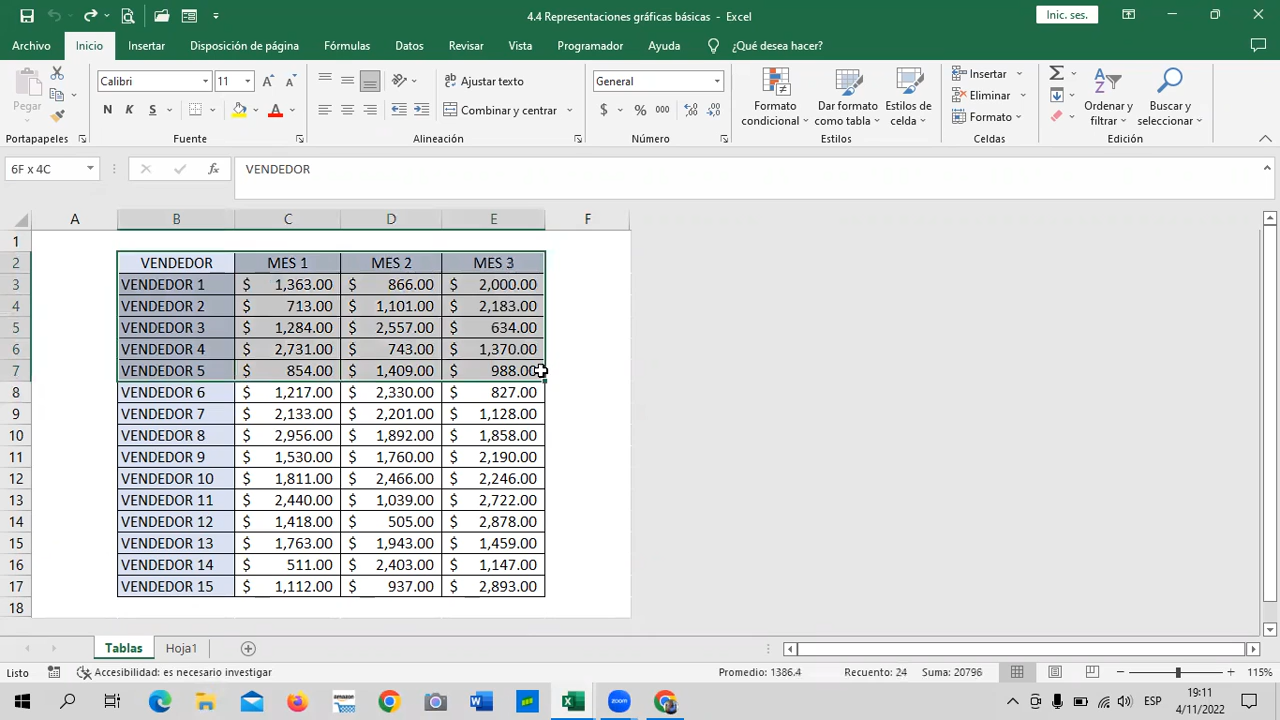 4.4 Representaciones gráficas básicas - Excel
Inic. ses.
Archivo Inicio Insertar Disposición de página Fórmulas Datos Revisar Vista Programador Ayuda ¿Qué desea hacer?
Pegar
Calibri 11
N K S
Ajustar texto
Combinar y centrar
General
$ % 000
Formato condicional
Dar formato como tabla
Estilos de celda
Insertar
Eliminar
Formato
Ordenar y filtrar
Buscar y seleccionar
Portapapeles Fuente Alineación Número Estilos Celdas Edición
6F x 4C fx VENDEDOR
A B C D E F
1
2 VENDEDOR MES 1 MES 2 MES 3
3 VENDEDOR 1 $ 1,363.00 $ 866.00 $ 2,000.00
4 VENDEDOR 2 $ 713.00 $ 1,101.00 $ 2,183.00
5 VENDEDOR 3 $ 1,284.00 $ 2,557.00 $ 634.00
6 VENDEDOR 4 $ 2,731.00 $ 743.00 $ 1,370.00
7 VENDEDOR 5 $ 854.00 $ 1,409.00 $ 988.00
8 VENDEDOR 6 $ 1,217.00 $ 2,330.00 $ 827.00
9 VENDEDOR 7 $ 2,133.00 $ 2,201.00 $ 1,128.00
10 VENDEDOR 8 $ 2,956.00 $ 1,892.00 $ 1,858.00
11 VENDEDOR 9 $ 1,530.00 $ 1,760.00 $ 2,190.00
12 VENDEDOR 10 $ 1,811.00 $ 2,466.00 $ 2,246.00
13 VENDEDOR 11 $ 2,440.00 $ 1,039.00 $ 2,722.00
14 VENDEDOR 12 $ 1,418.00 $ 505.00 $ 2,878.00
15 VENDEDOR 13 $ 1,763.00 $ 1,943.00 $ 1,459.00
16 VENDEDOR 14 $ 511.00 $ 2,403.00 $ 1,147.00
17 VENDEDOR 15 $ 1,112.00 $ 937.00 $ 2,893.00
18
Tablas Hoja1
Listo Accesibilidad: es necesario investigar Promedio: 1386.4 Recuento: 24 Suma: 20796 115%
ESP 19:11
4/11/2022